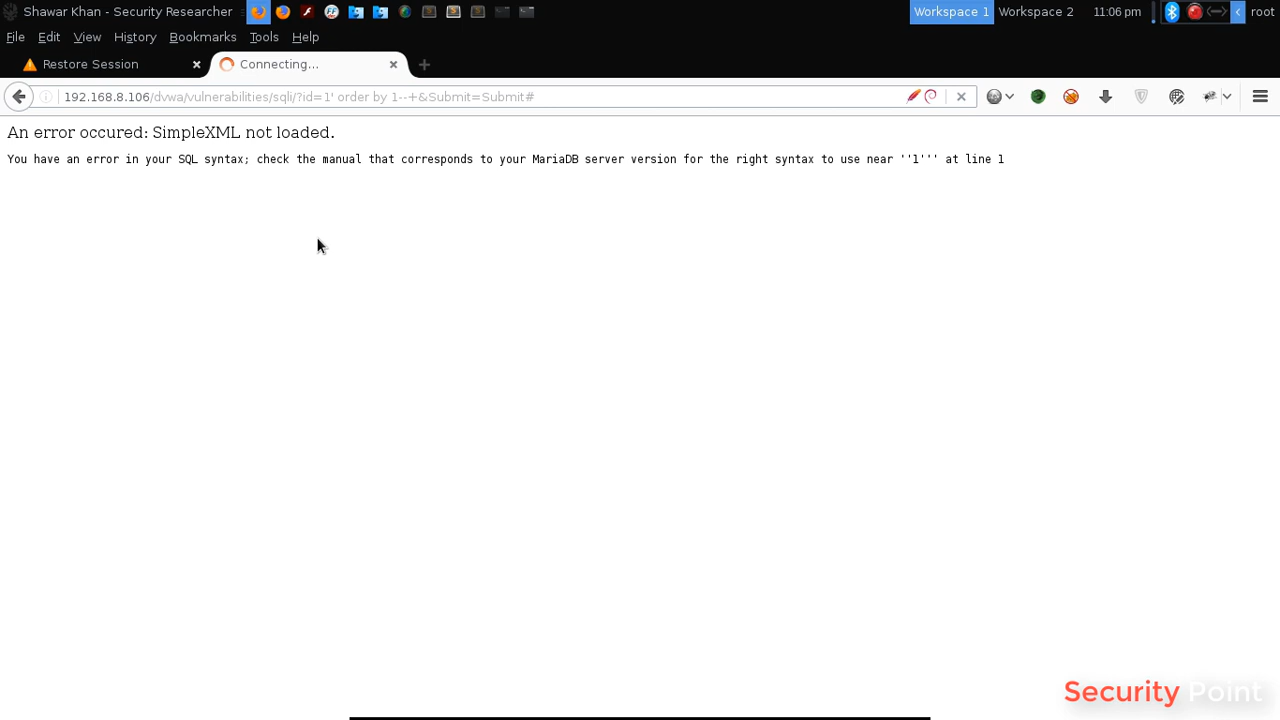 Shawar Khan - Security Researcher
Workspace 1 Workspace 2 11:06 pm root
File Edit View History Bookmarks Tools Help
Restore Session Connecting...
192.168.8.106/dvwa/vulnerabilities/sqli/?id=1' order by 1--+&Submit=Submit#
An error occured: SimpleXML not loaded.
You have an error in your SQL syntax; check the manual that corresponds to your MariaDB server version for the right syntax to use near ''1''' at line 1
Security Point